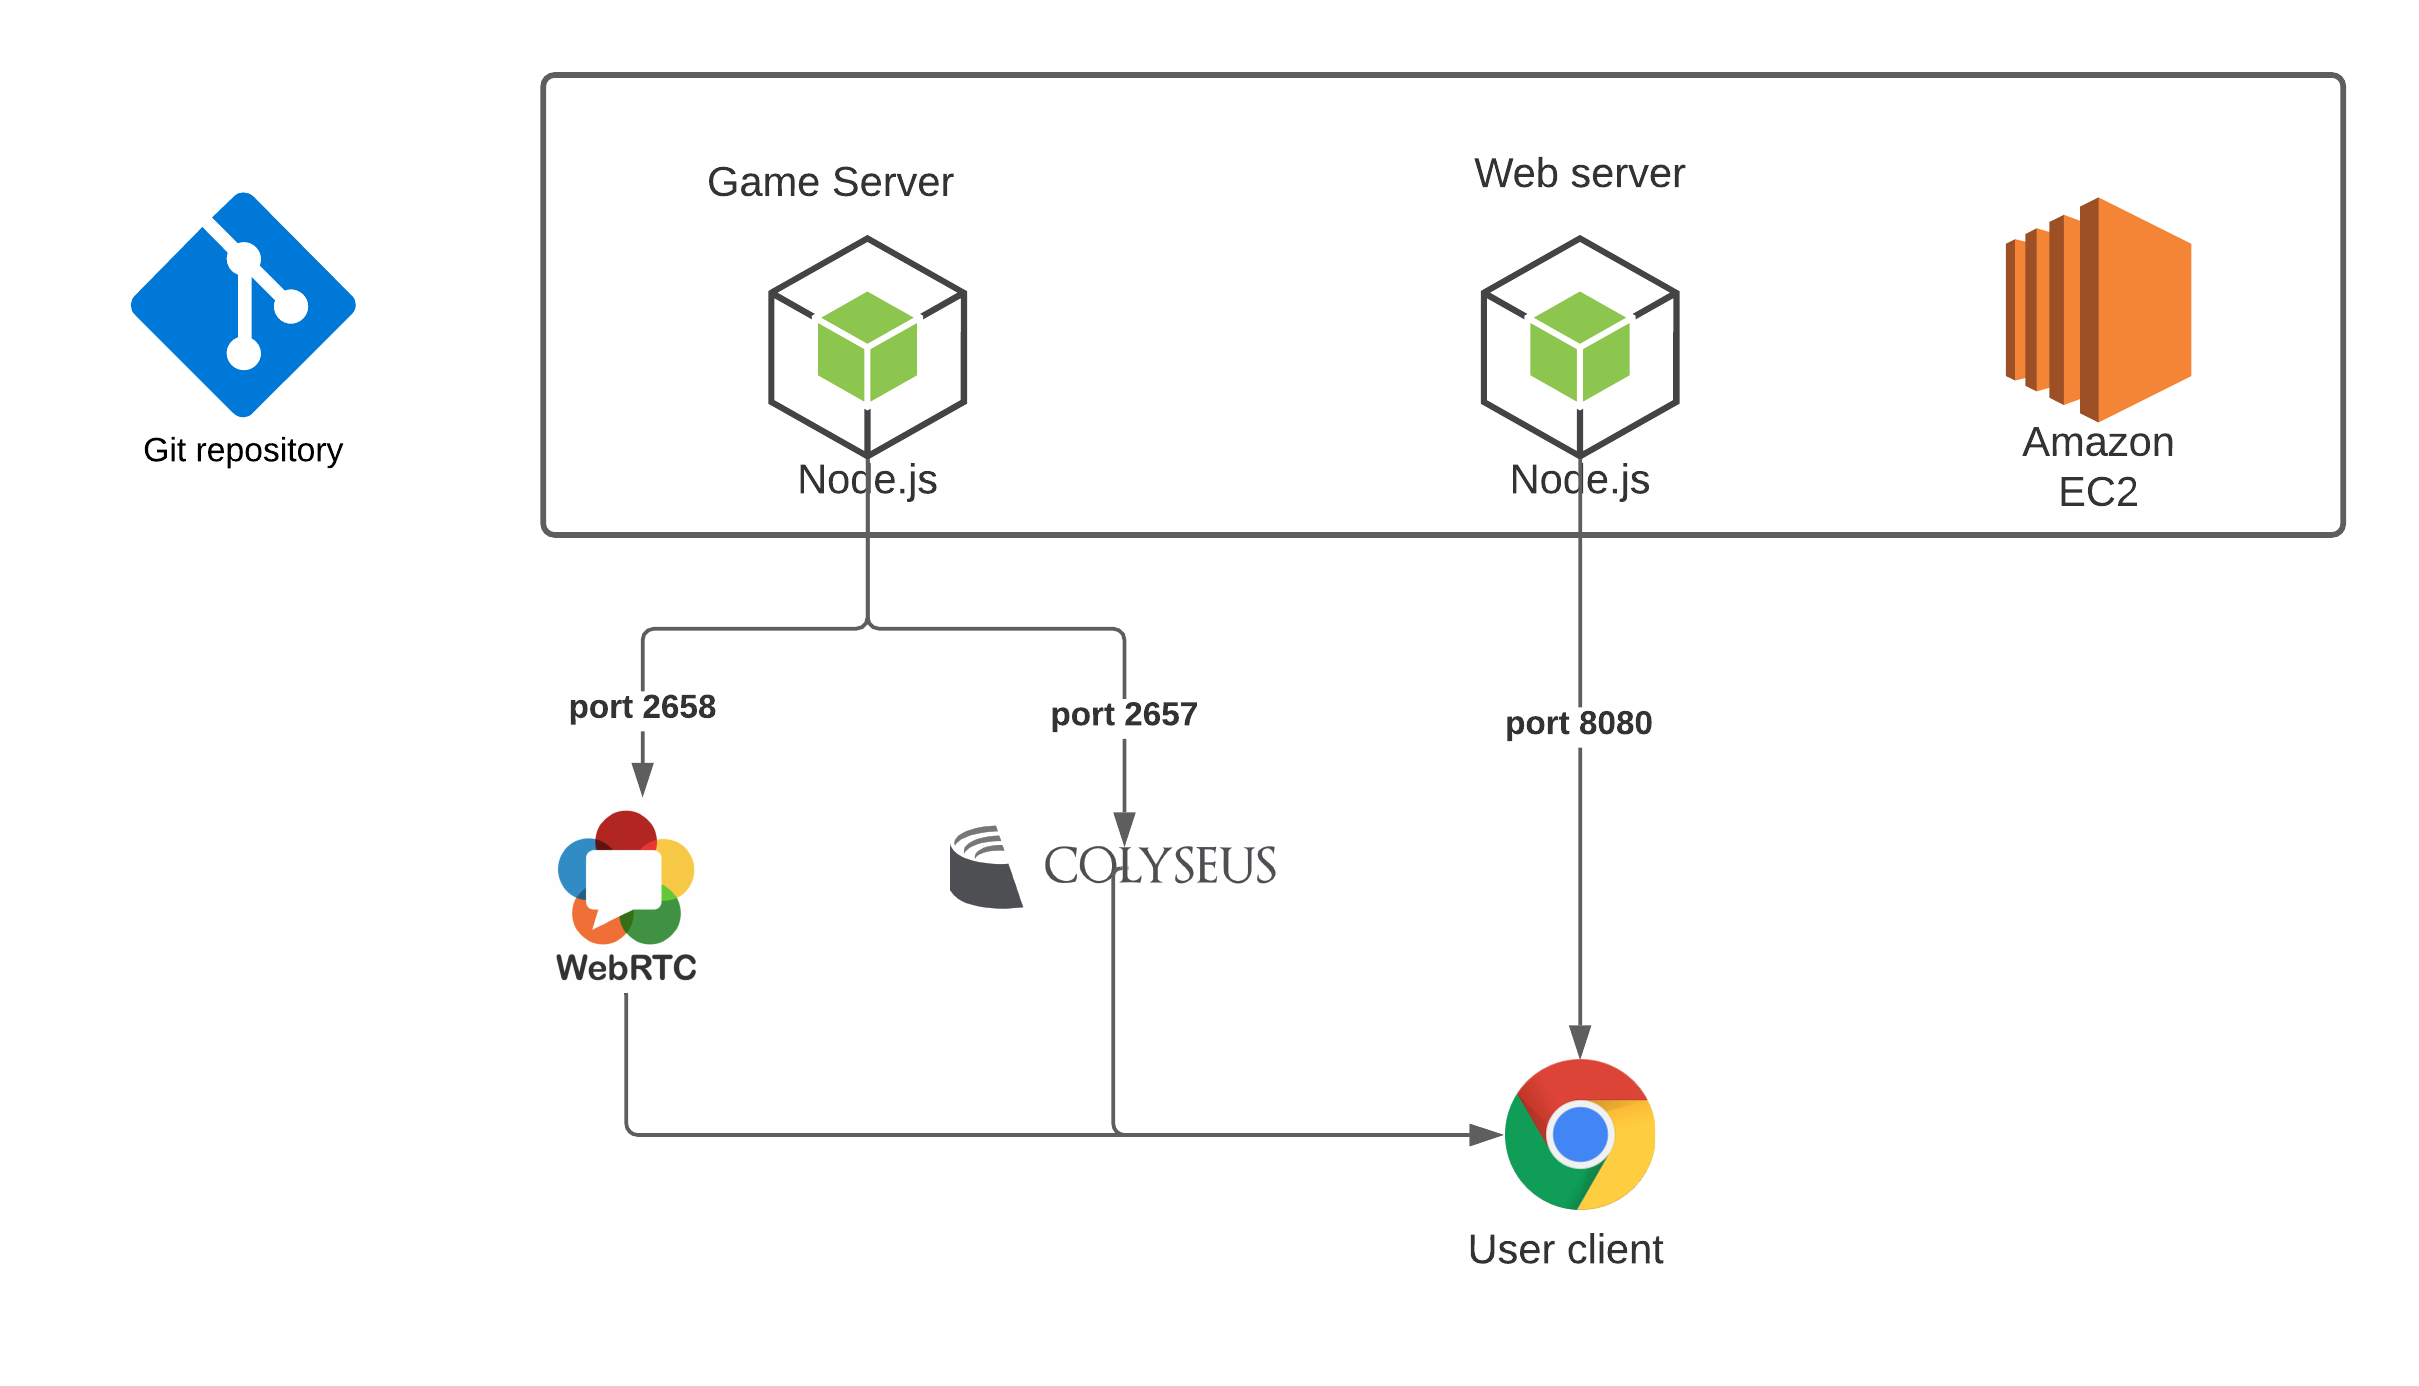 Game Server
Web server
Git repository
Node.js
Node.js
Amazon
EC2
port 2658
port 2657
port 8080
COLYSEUS
WebRTC
User client